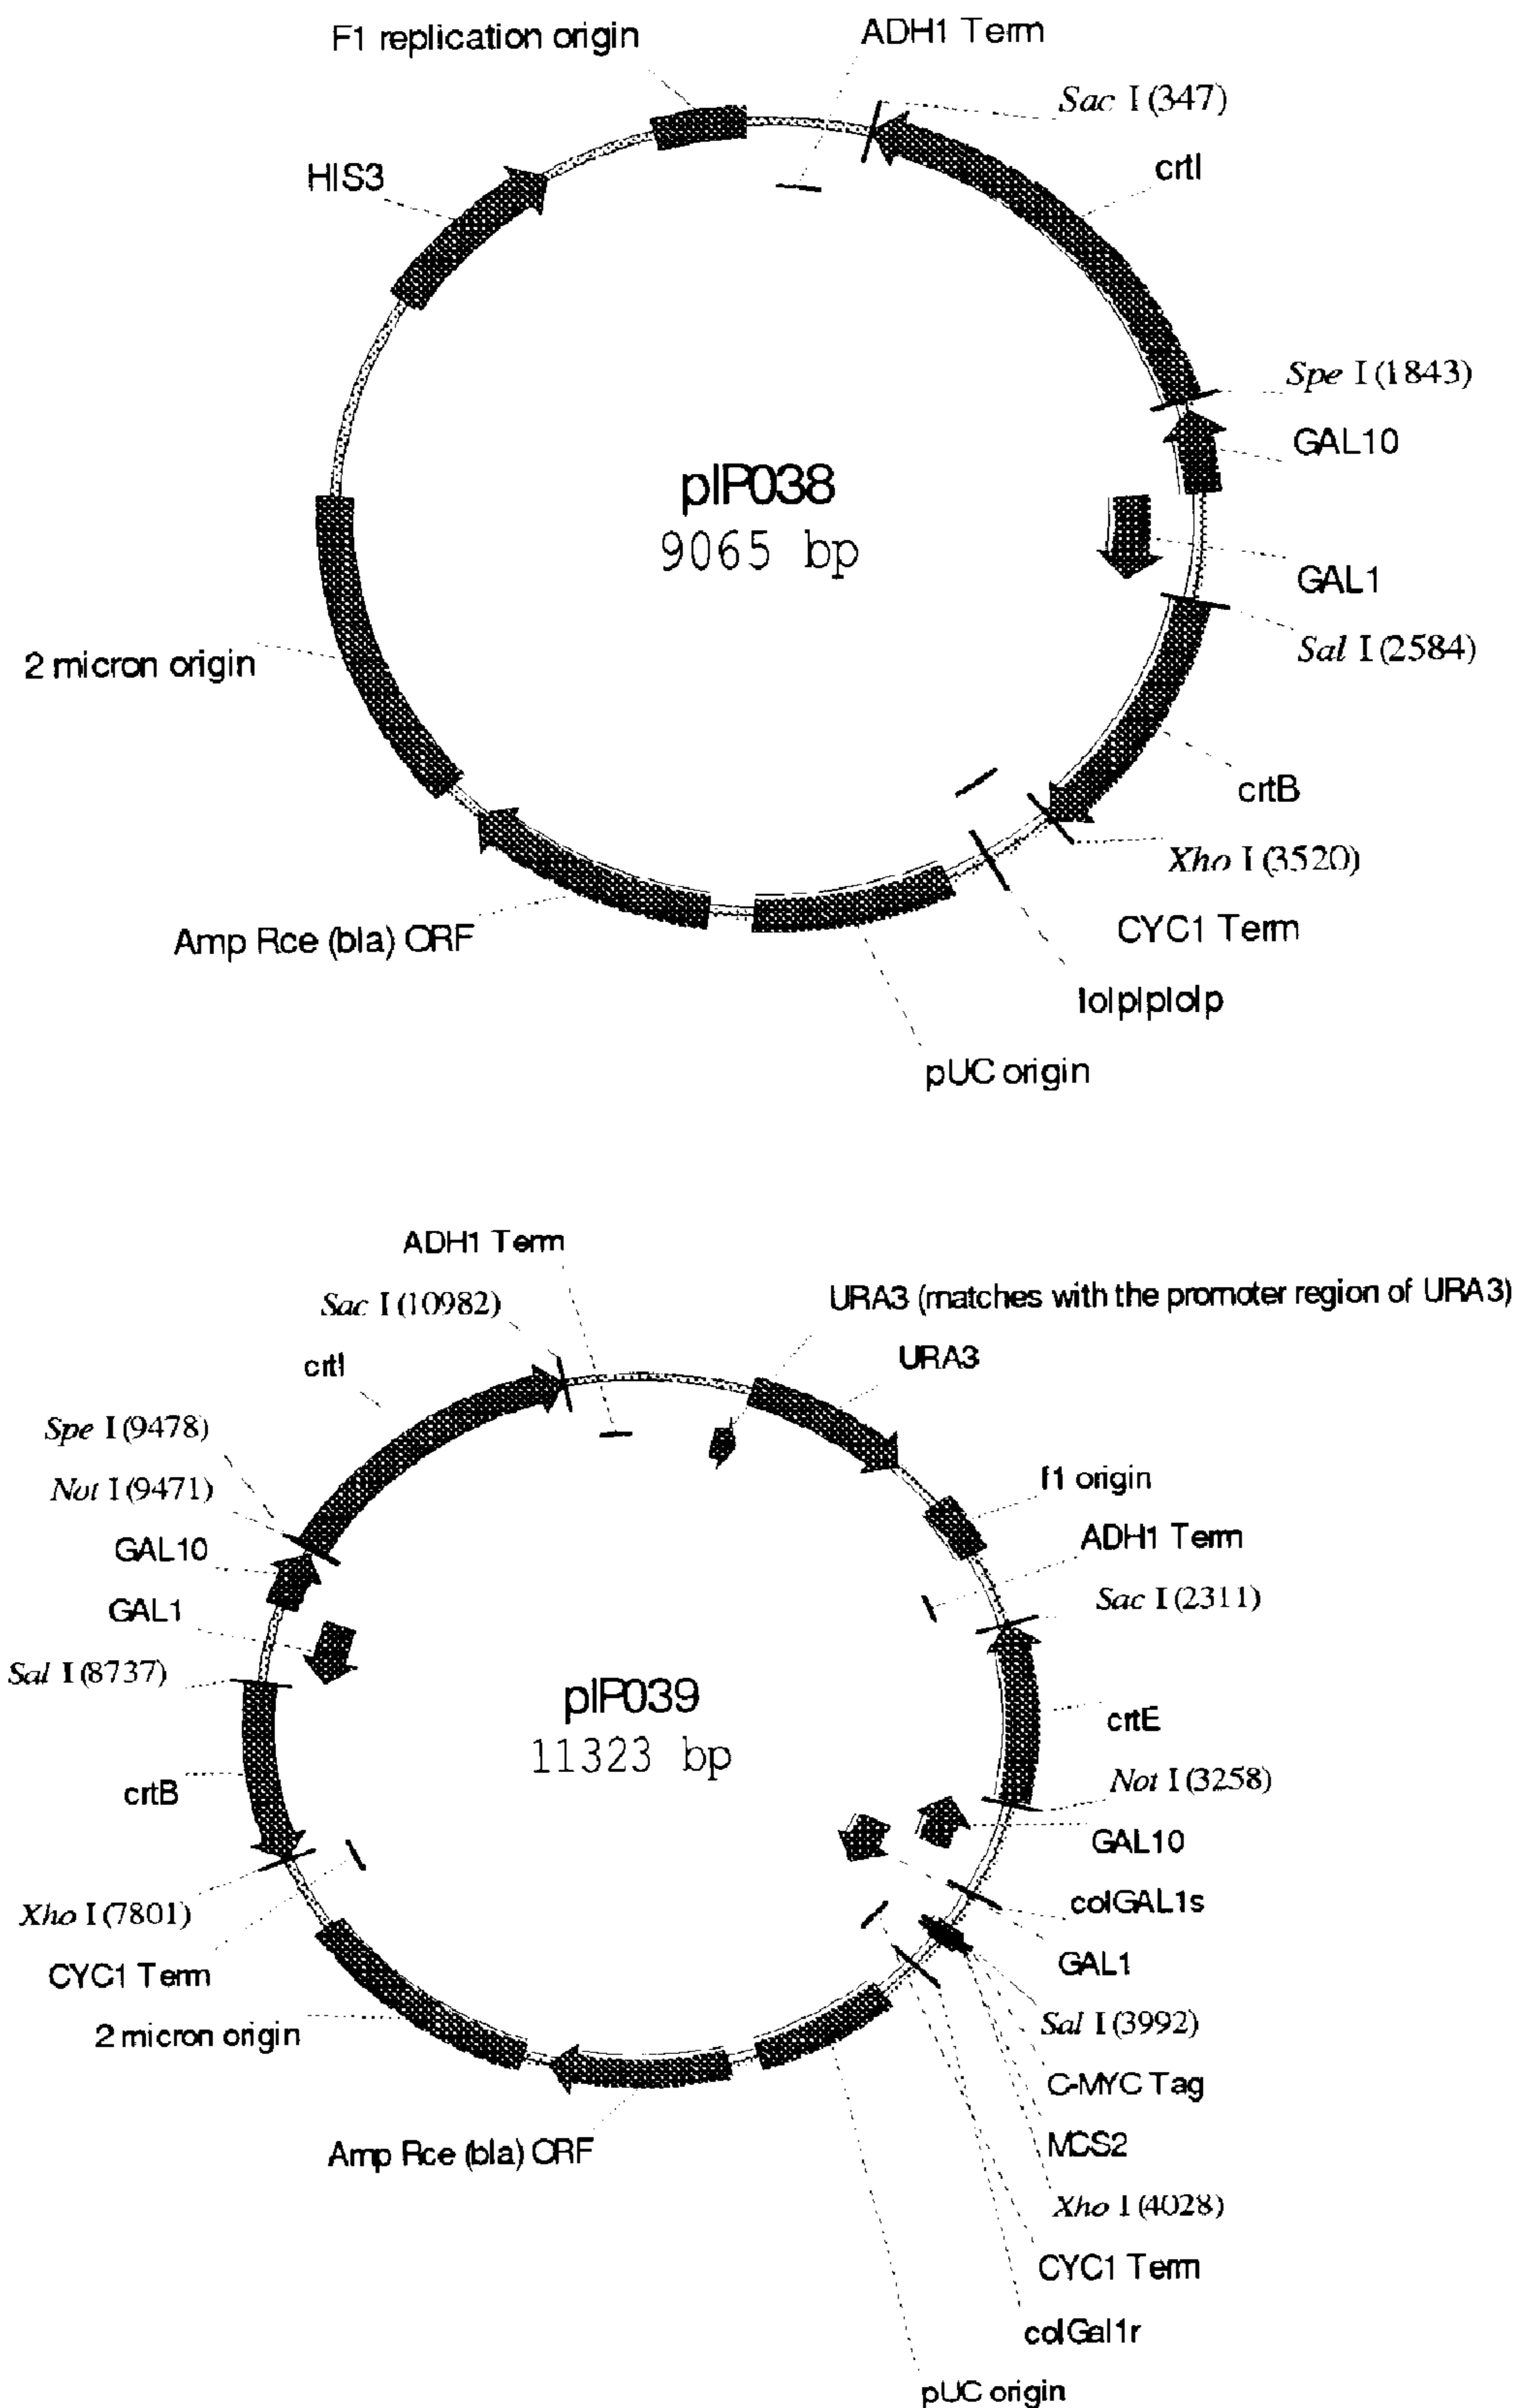 F1 replication origin
ADH1 Term
Sac I (347)
HIS3
crtI
Spe I (1843)
GAL10
pIP038
9065 bp
GAL1
Sal I (2584)
2 micron origin
crtB
Xho I (3520)
CYC1 Term
Amp Rce (bla) ORF
lolplplolp
pUC origin
ADH1 Term
URA3 (matches with the promoter region of URA3)
Sac I (10982)
URA3
crtI
Spe I (9478)
Not I (9471)
f1 origin
GAL10
ADH1 Term
GAL1
Sac I (2311)
Sal I (8737)
pIP039
11323 bp
crtE
crtB
Not I (3258)
GAL10
Xho I (7801)
colGAL1s
CYC1 Term
GAL1
2 micron origin
Sal I (3992)
C-MYC Tag
Amp Rce (bla) ORF
MCS2
Xho I (4028)
CYC1 Term
colGal1r
pUC origin